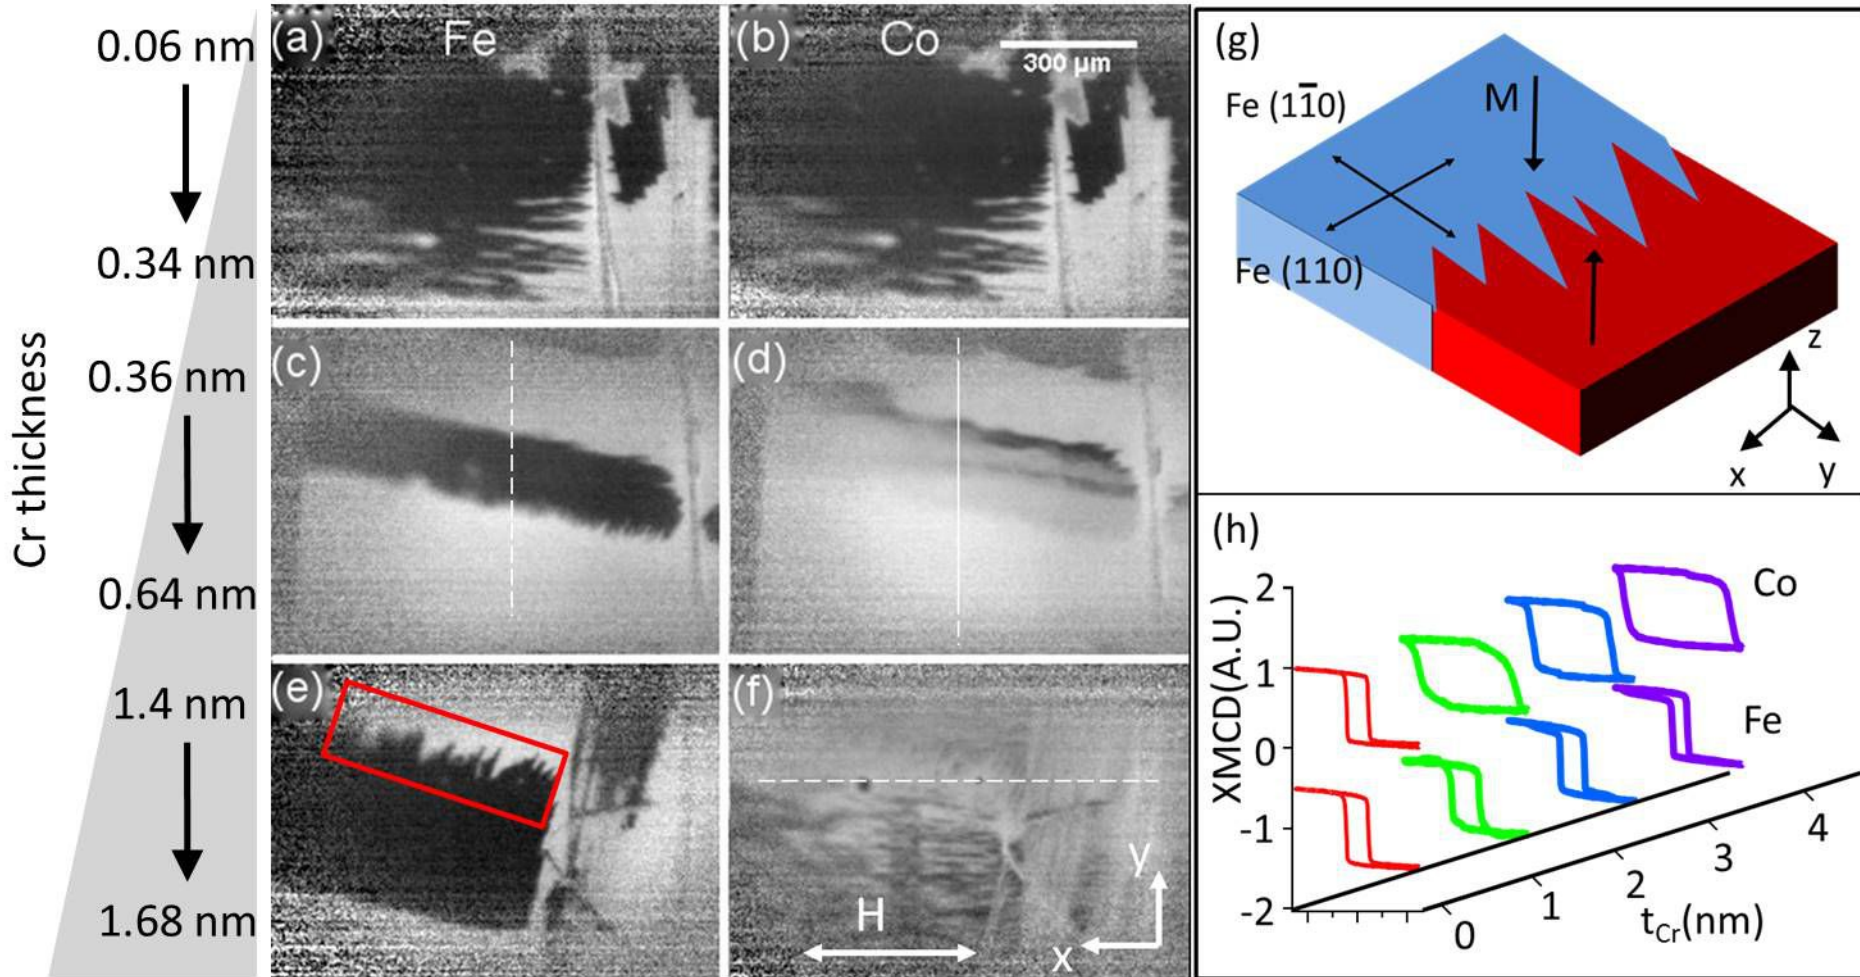 Cr thickness
0.06 nm
0.34 nm
0.36 nm
0.64 nm
1.4 nm
1.68 nm
(a) Fe
(b) Co
300 µm
(c)
(d)
(e)
(f)
H
y
x
(g)
Fe (11̅0)
M
Fe (110)
z
x
y
(h)
XMCD(A.U.)
2
1
0
-1
-2
Co
Fe
0
1
2
3
4
t_Cr(nm)